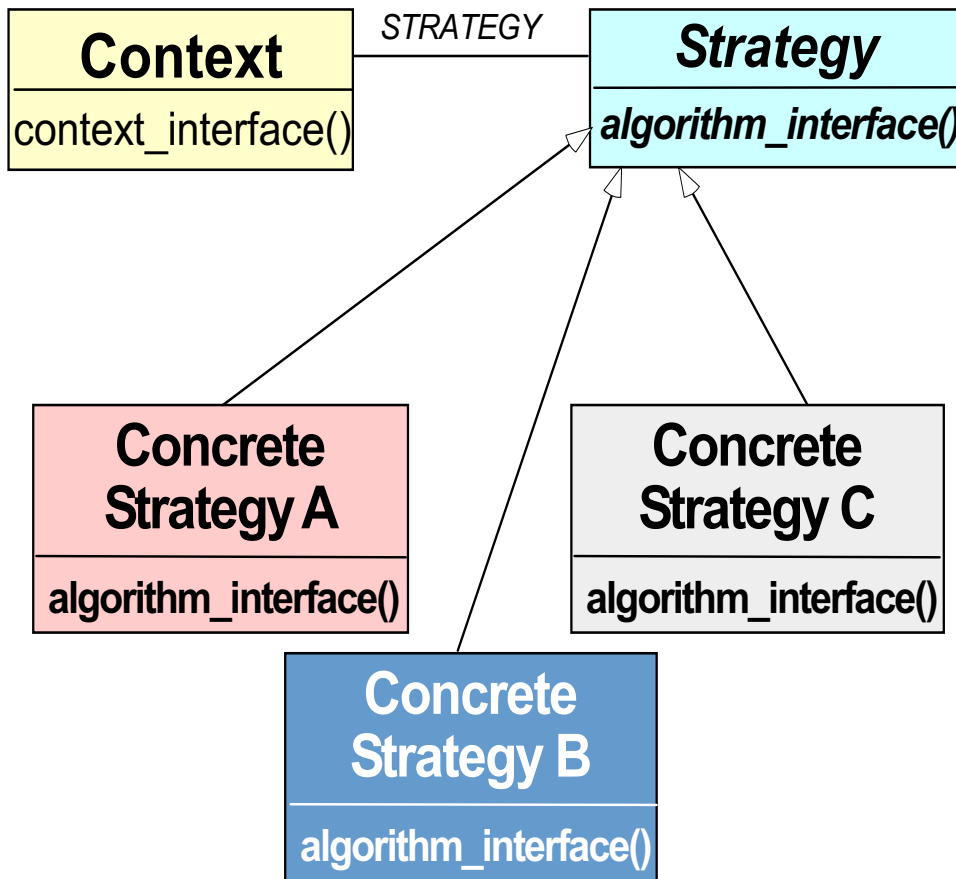 Context
context_interface()
STRATEGY
Strategy
algorithm_interface()
Concrete
Strategy A
algorithm_interface()
Concrete
Strategy C
algorithm_interface()
Concrete
Strategy B
algorithm_interface()